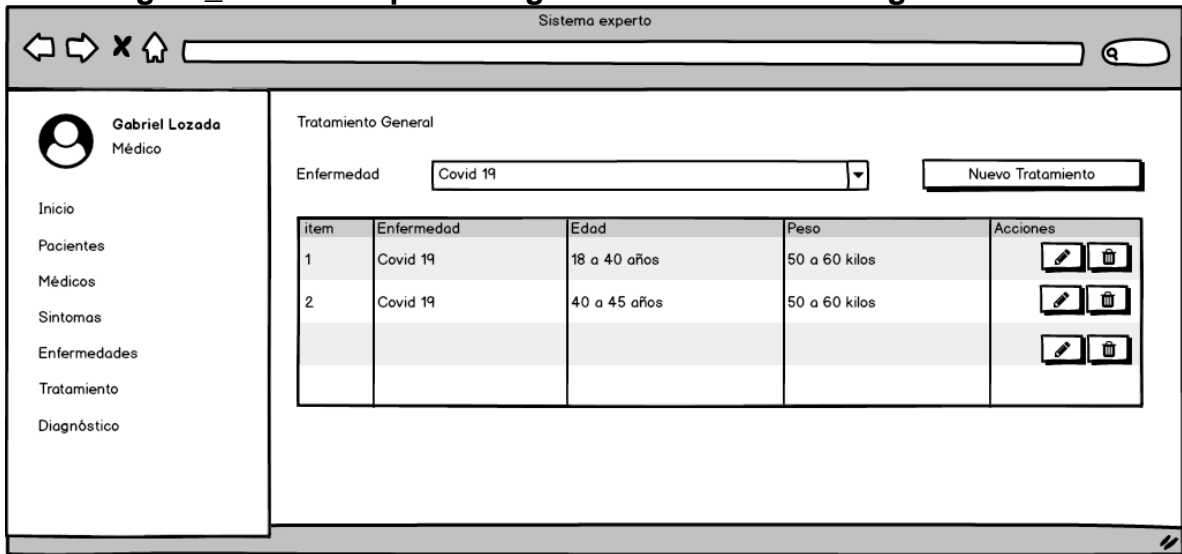 Sistema experto
Gabriel Lozada
Médico
Inicio
Pacientes
Médicos
Sintomas
Enfermedades
Tratamiento
Diagnóstico
Tratamiento General
Enfermedad Covid 19 Nuevo Tratamiento
item Enfermedad Edad Peso Acciones
1 Covid 19 18 a 40 años 50 a 60 kilos
2 Covid 19 40 a 45 años 50 a 60 kilos